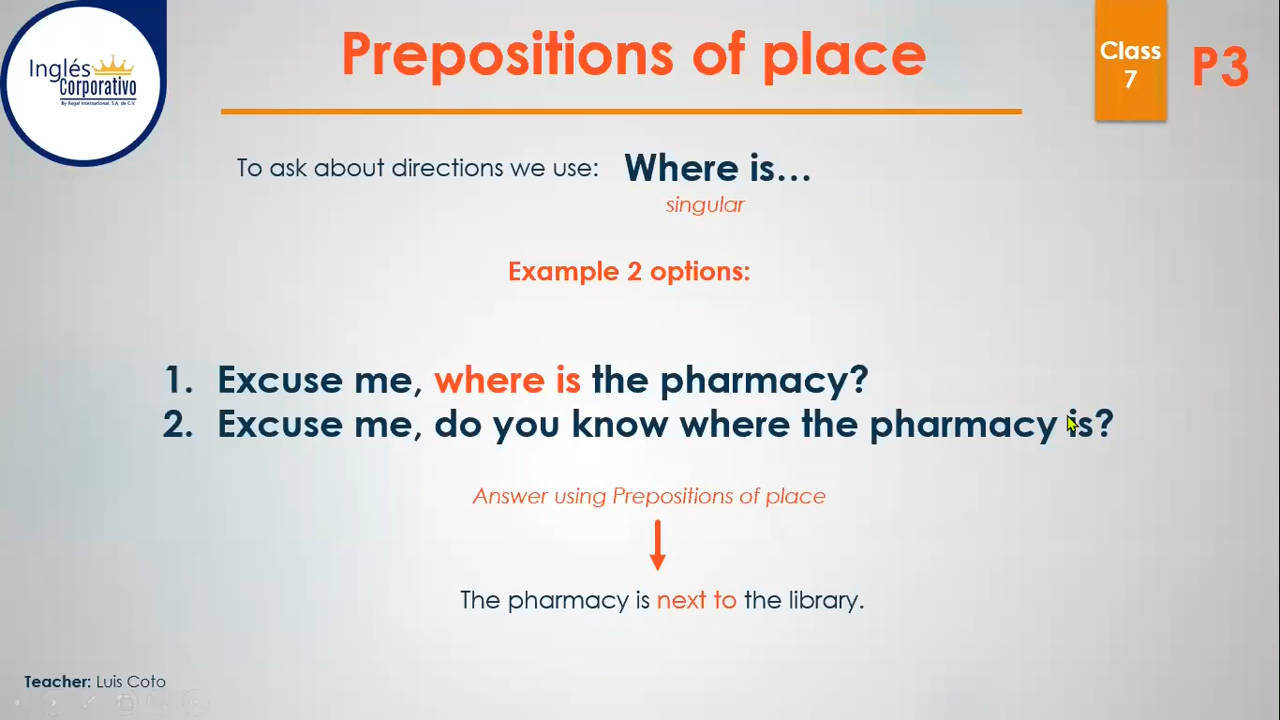 Inglés
Corporativo
By Regal International, S.A. de C.V.
Prepositions of place
Class
7
P3
To ask about directions we use: Where is...
singular
Example 2 options:
1. Excuse me, where is the pharmacy?
2. Excuse me, do you know where the pharmacy is?
Answer using Prepositions of place
The pharmacy is next to the library.
Teacher: Luis Coto